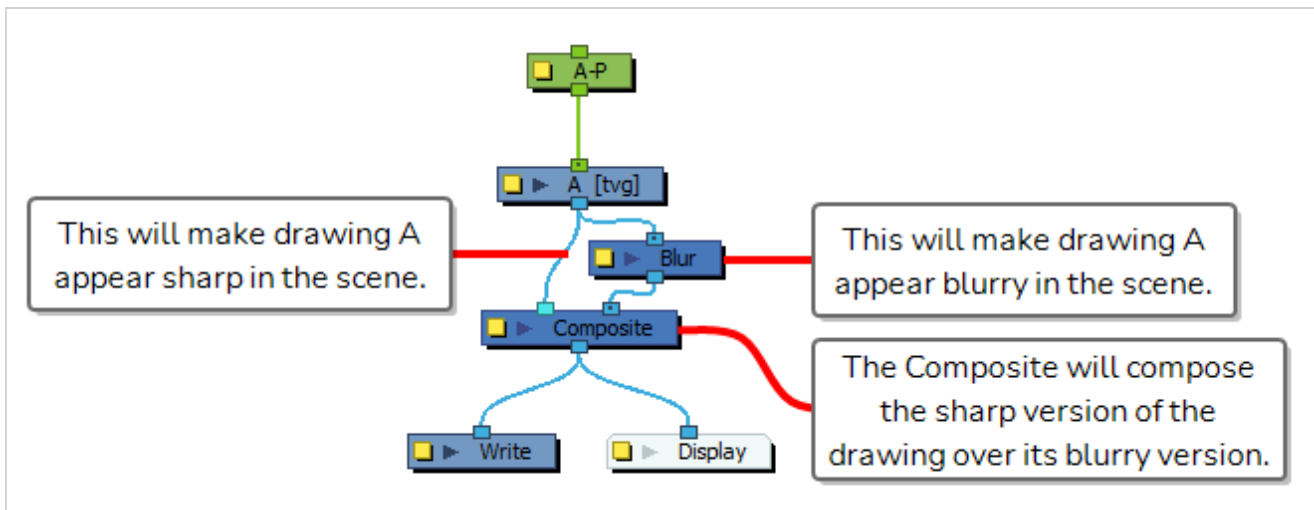 A-P
A [tvg]
This will make drawing A
appear sharp in the scene.
Blur
This will make drawing A
appear blurry in the scene.
Composite
The Composite will compose
the sharp version of the
drawing over its blurry version.
Write
Display